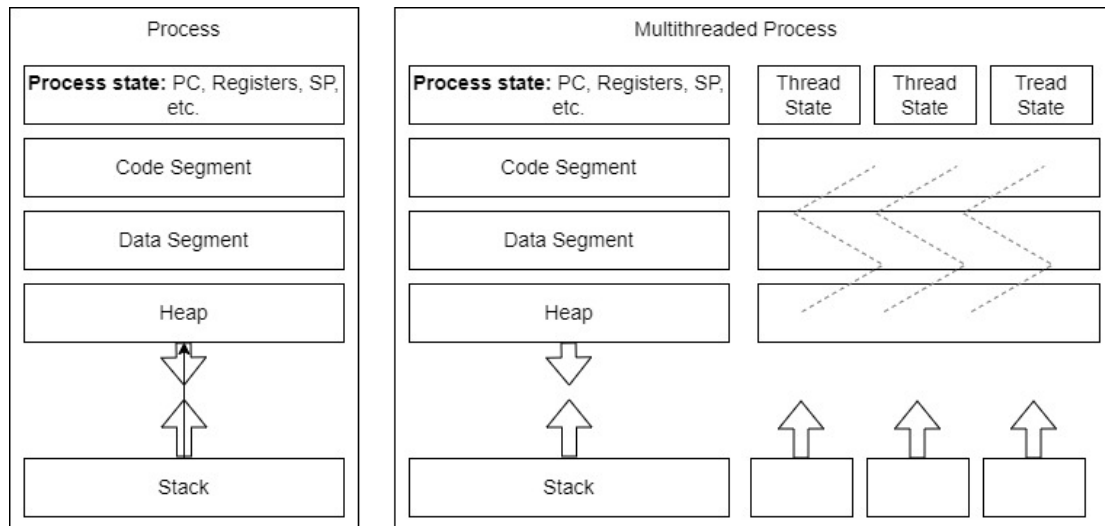 Process
Process state: PC, Registers, SP,
etc.
Code Segment
Data Segment
Heap
Stack
Multithreaded Process
Process state: PC, Registers, SP,
etc.
Code Segment
Data Segment
Heap
Stack
Thread
State
Thread
State
Tread
State